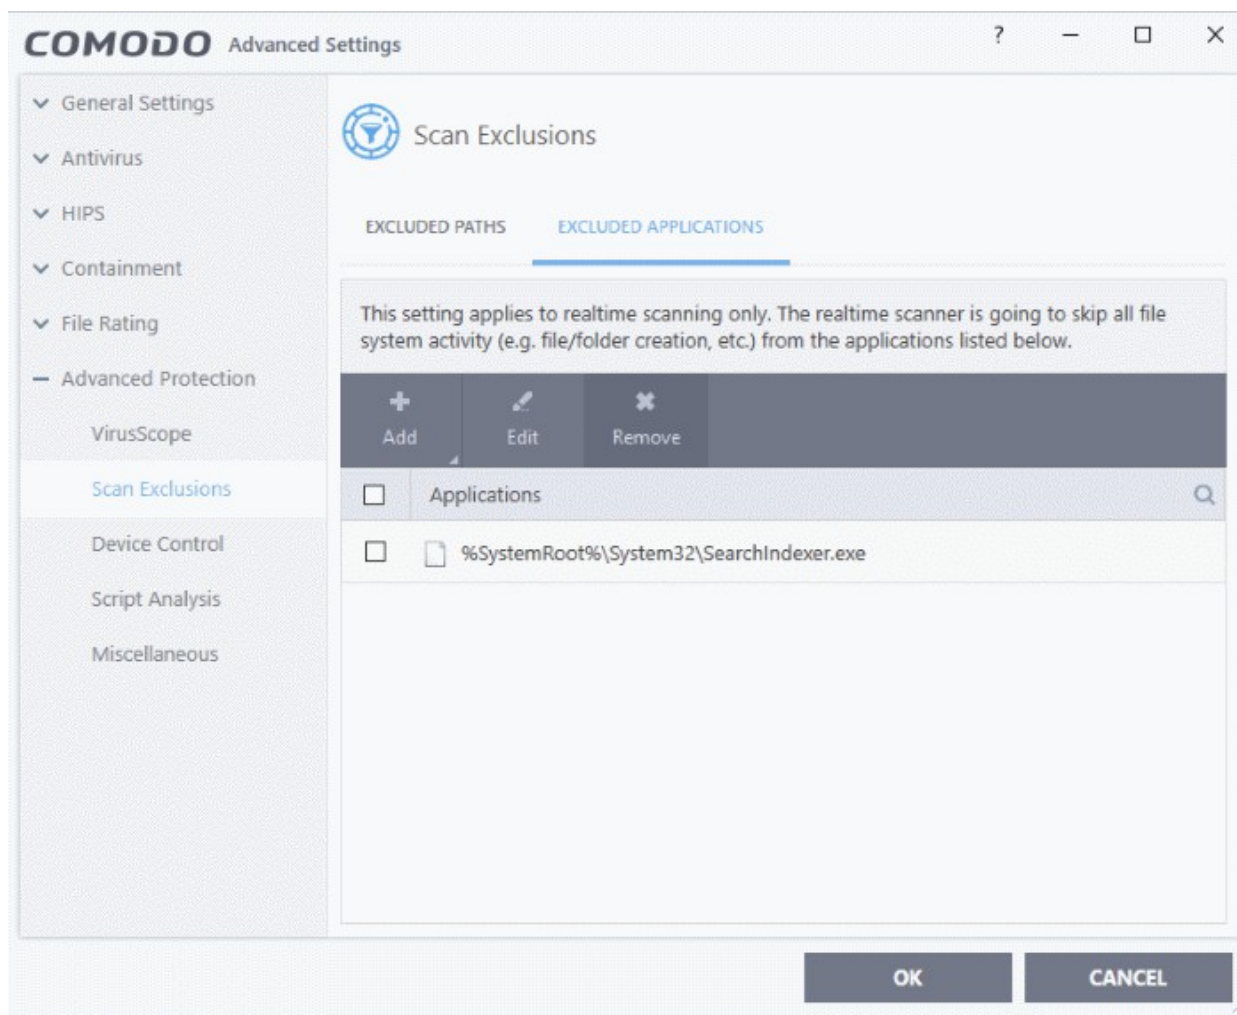 COMODO Advanced Settings ?
General Settings
Antivirus
HIPS
Containment
File Rating
Advanced Protection
VirusScope
Scan Exclusions
Device Control
Script Analysis
Miscellaneous
Scan Exclusions
EXCLUDED PATHS EXCLUDED APPLICATIONS
This setting applies to realtime scanning only. The realtime scanner is going to skip all file
system activity (e.g. file/folder creation, etc.) from the applications listed below.
Add Edit Remove
Applications
%SystemRoot%\System32\SearchIndexer.exe
OK CANCEL